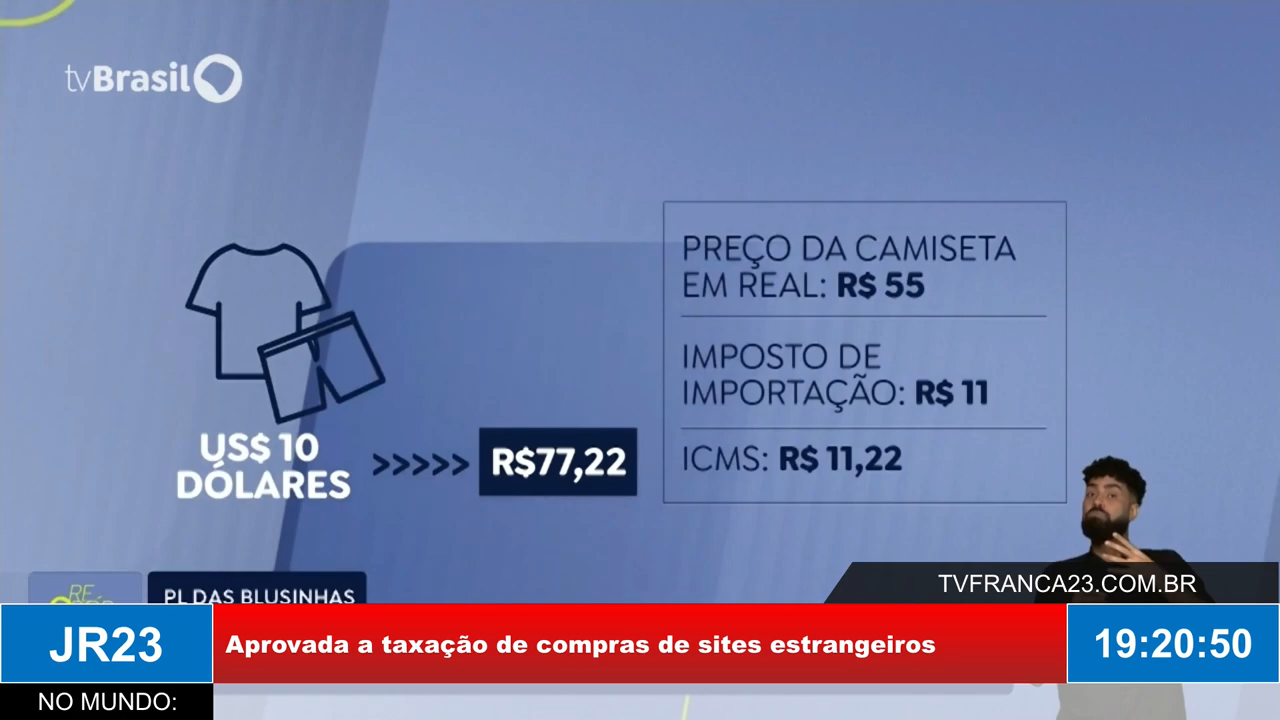 tvBrasil
PREÇO DA CAMISETA
EM REAL: R$ 55
IMPOSTO DE
IMPORTAÇÃO: R$ 11
ICMS: R$ 11,22
US$ 10
DÓLARES
>>>>>
R$77,22
PL DAS BLUSINHAS
TVFRANCA23.COM.BR
JR23
Aprovada a taxação de compras de sites estrangeiros
19:20:50
NO MUNDO: